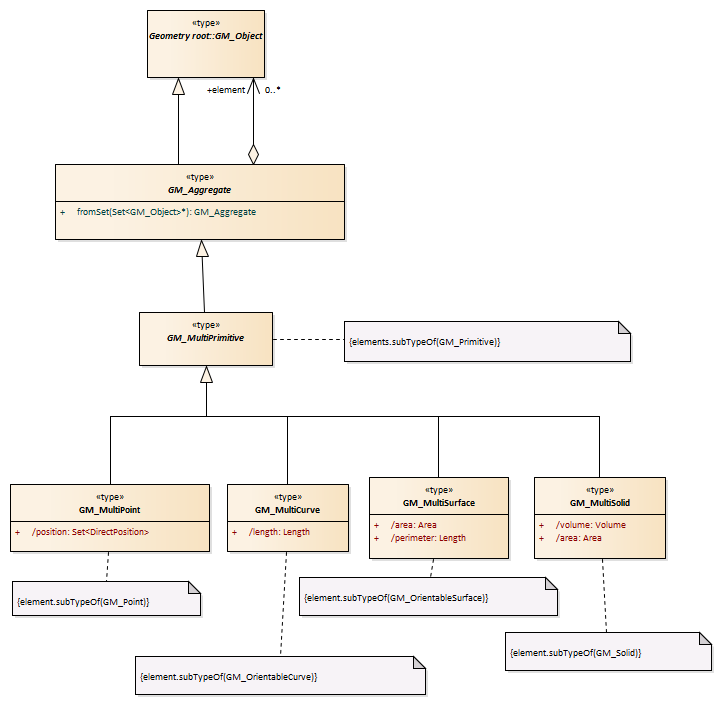 «type»
Geometry root::GM_Object
+element
0..*
«type»
GM_Aggregate
+ fromSet(Set<GM_Object>*): GM_Aggregate
«type»
GM_MultiPrimitive
{elements.subTypeOf(GM_Primitive)}
«type»
GM_MultiPoint
+ /position: Set<DirectPosition>
«type»
GM_MultiCurve
+ /length: Length
«type»
GM_MultiSurface
+ /area: Area
+ /perimeter: Length
«type»
GM_MultiSolid
+ /volume: Volume
+ /area: Area
{element.subTypeOf(GM_Point)}
{element.subTypeOf(GM_OrientableSurface)}
{element.subTypeOf(GM_Solid)}
{element.subTypeOf(GM_OrientableCurve)}